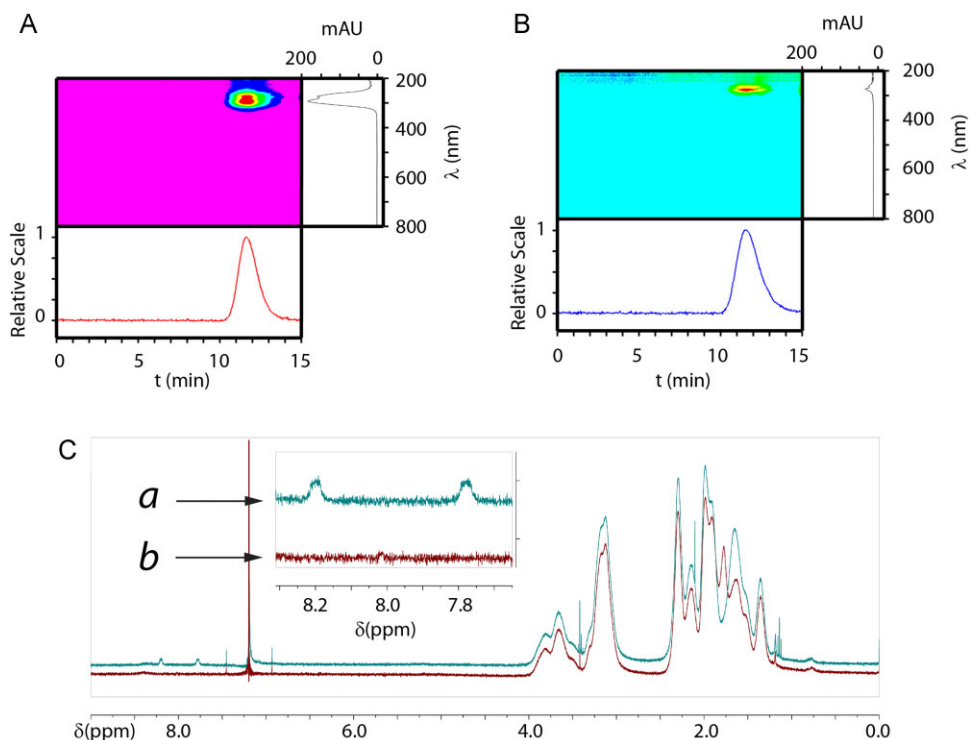 A
mAU
200 0
200
400
600
800
λ (nm)
Relative Scale
1
0
0 5 10 15
t (min)
B
mAU
200 0
200
400
600
800
λ (nm)
Relative Scale
1
0
0 5 10 15
t (min)
C
a
b
8.2 8.0 7.8
δ(ppm)
δ(ppm) 8.0 6.0 4.0 2.0 0.0